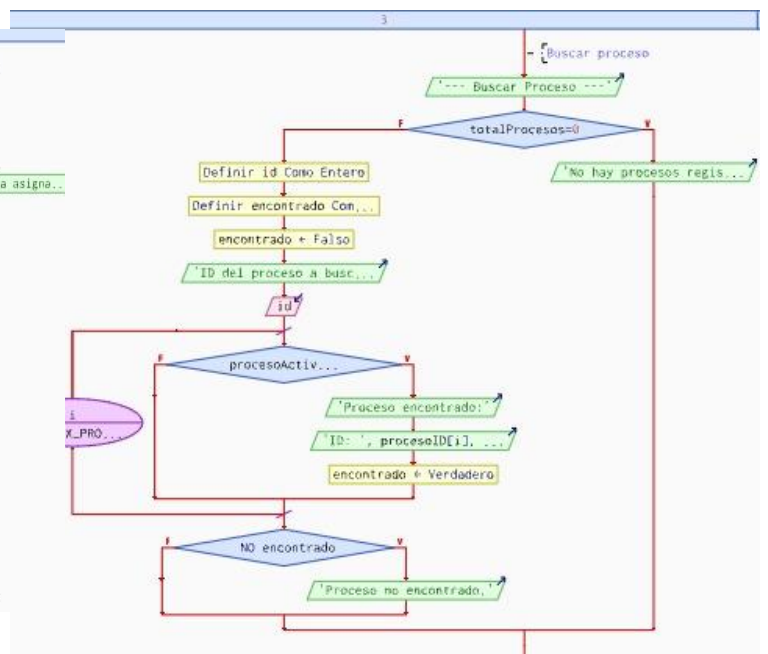 3
Buscar proceso
'--- Buscar Proceso ---'
totalProcesos=0
F
V
a asigna..
Definir id Como Entero
'No hay procesos regis...
Definir encontrado Com...
encontrado ← Falso
'ID del proceso a busc...
id
F
V
procesoActiv...
i
X_PRO...
'Proceso encontrado:'
'ID: ', procesoID[i], ...
encontrado ← Verdadero
F
V
NO encontrado
'Proceso no encontrado.'